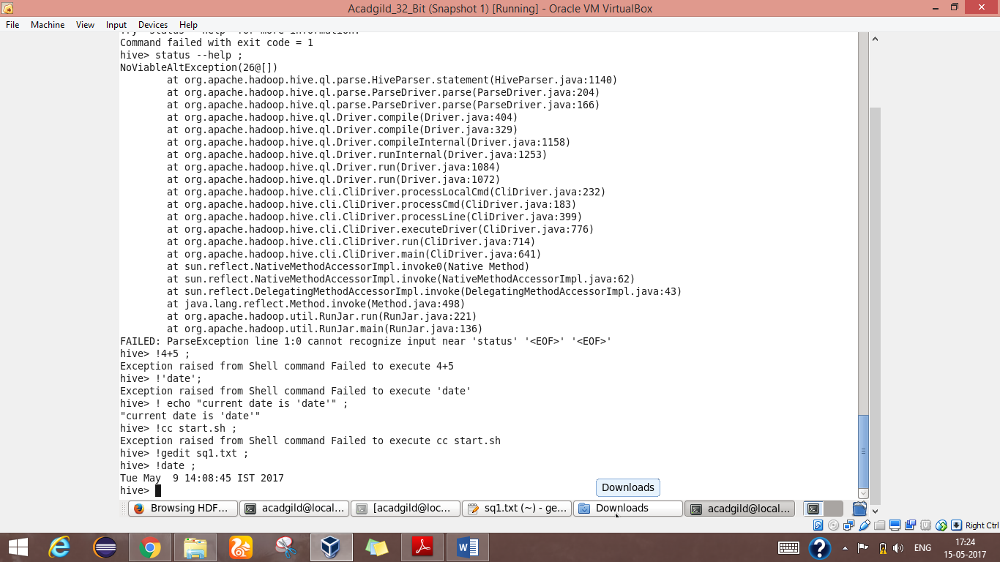 Acadgild_32_Bit (Snapshot 1) [Running] - Oracle VM VirtualBox
File Machine View Input Devices Help
Command failed with exit code = 1
hive> status --help ;
NoViableAltException(26@[])
at org.apache.hadoop.hive.ql.parse.HiveParser.statement(HiveParser.java:1140)
at org.apache.hadoop.hive.ql.parse.ParseDriver.parse(ParseDriver.java:204)
at org.apache.hadoop.hive.ql.parse.ParseDriver.parse(ParseDriver.java:166)
at org.apache.hadoop.hive.ql.Driver.compile(Driver.java:404)
at org.apache.hadoop.hive.ql.Driver.compile(Driver.java:329)
at org.apache.hadoop.hive.ql.Driver.compileInternal(Driver.java:1158)
at org.apache.hadoop.hive.ql.Driver.runInternal(Driver.java:1253)
at org.apache.hadoop.hive.ql.Driver.run(Driver.java:1084)
at org.apache.hadoop.hive.ql.Driver.run(Driver.java:1072)
at org.apache.hadoop.hive.cli.CliDriver.processLocalCmd(CliDriver.java:232)
at org.apache.hadoop.hive.cli.CliDriver.processCmd(CliDriver.java:183)
at org.apache.hadoop.hive.cli.CliDriver.processLine(CliDriver.java:399)
at org.apache.hadoop.hive.cli.CliDriver.executeDriver(CliDriver.java:776)
at org.apache.hadoop.hive.cli.CliDriver.run(CliDriver.java:714)
at org.apache.hadoop.hive.cli.CliDriver.main(CliDriver.java:641)
at sun.reflect.NativeMethodAccessorImpl.invoke0(Native Method)
at sun.reflect.NativeMethodAccessorImpl.invoke(NativeMethodAccessorImpl.java:62)
at sun.reflect.DelegatingMethodAccessorImpl.invoke(DelegatingMethodAccessorImpl.java:43)
at java.lang.reflect.Method.invoke(Method.java:498)
at org.apache.hadoop.util.RunJar.run(RunJar.java:221)
at org.apache.hadoop.util.RunJar.main(RunJar.java:136)
FAILED: ParseException line 1:0 cannot recognize input near 'status' '<EOF>' '<EOF>'
hive> !4+5 ;
Exception raised from Shell command Failed to execute 4+5
hive> !'date';
Exception raised from Shell command Failed to execute 'date'
hive> ! echo "current date is 'date'" ;
"current date is 'date'"
hive> !cc start.sh ;
Exception raised from Shell command Failed to execute cc start.sh
hive> !gedit sq1.txt ;
hive> !date ;
Tue May  9 14:08:45 IST 2017
hive>
Downloads
Browsing HDF... acadgild@local... [acadgild@loc... sq1.txt (~) - ge... Downloads acadgild@local...
Right Ctrl
ENG 17:24
15-05-2017